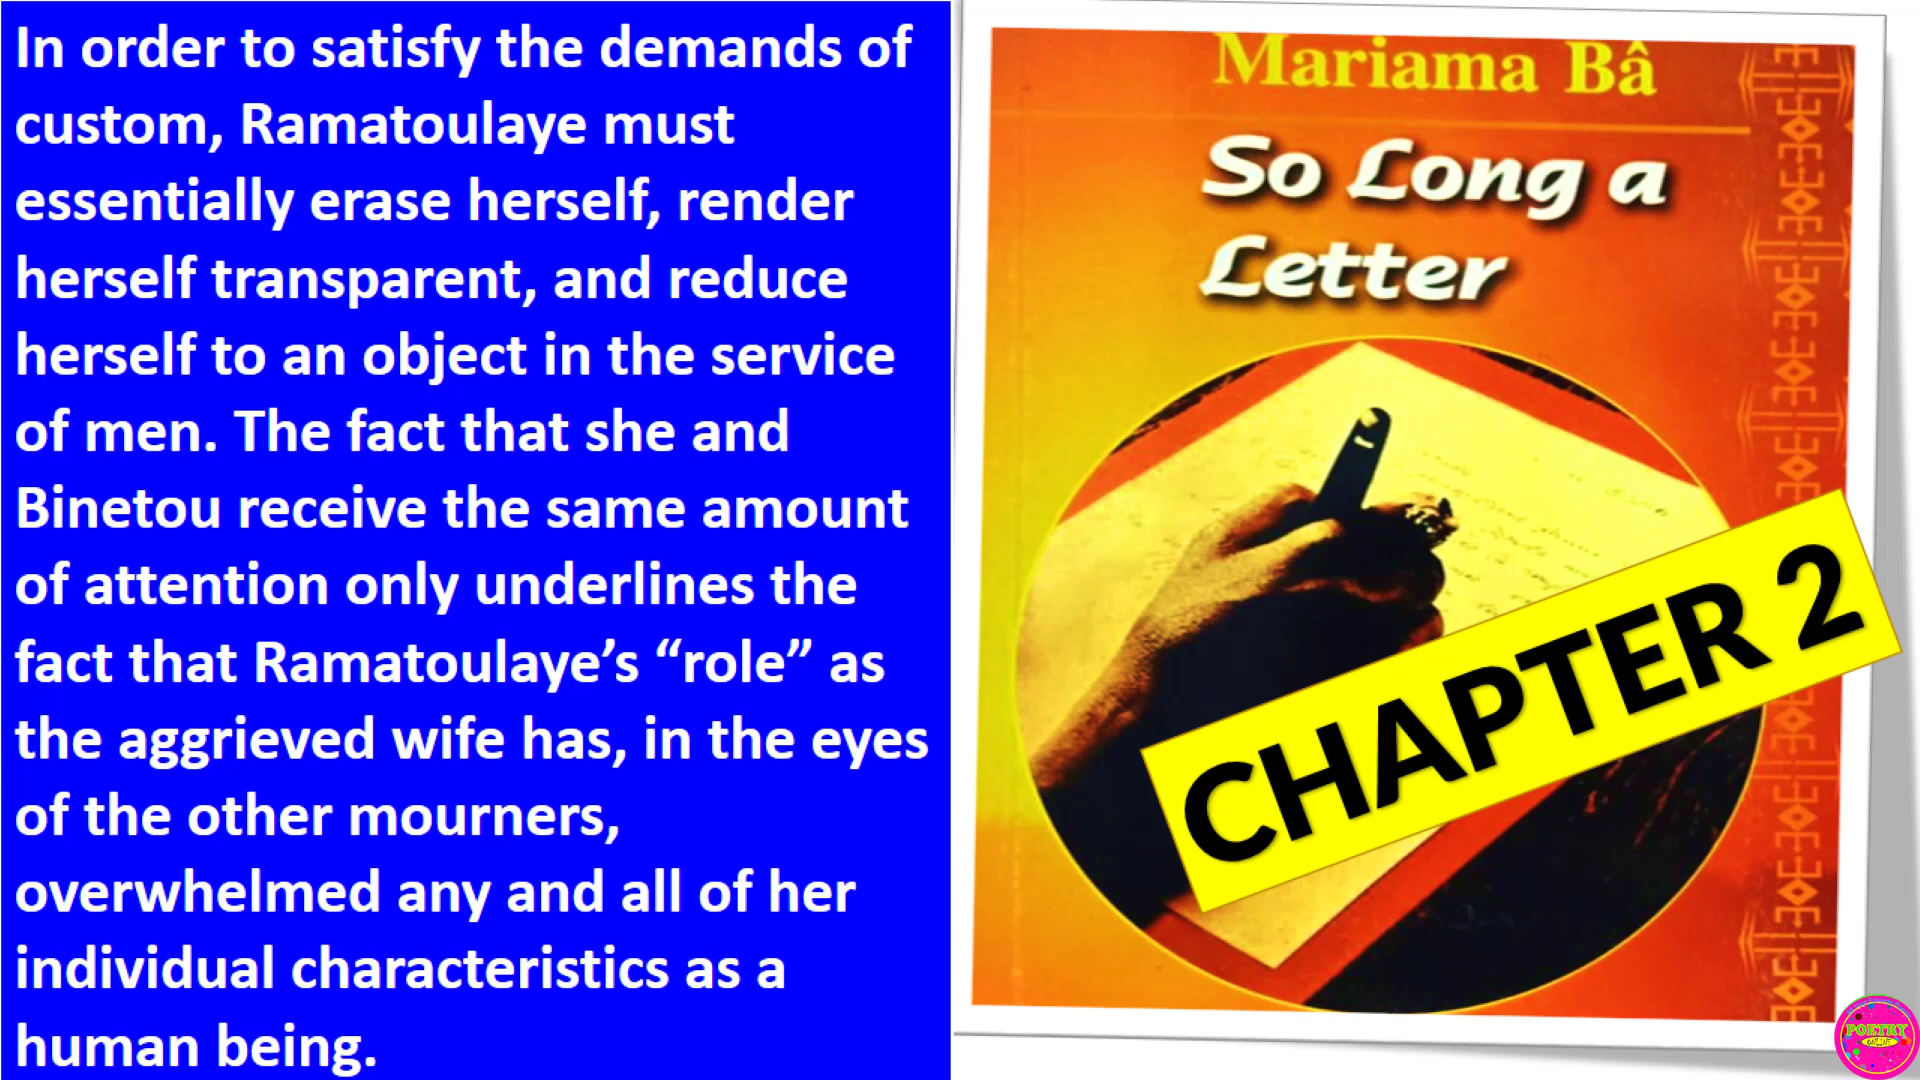 In order to satisfy the demands of
custom, Ramatoulaye must
essentially erase herself, render
herself transparent, and reduce
herself to an object in the service
of men. The fact that she and
Binetou receive the same amount
of attention only underlines the
fact that Ramatoulaye’s “role” as
the aggrieved wife has, in the eyes
of the other mourners,
overwhelmed any and all of her
individual characteristics as a
human being.
Mariama Bâ
So Long a
Letter
CHAPTER 2
POETRY
ONLINE